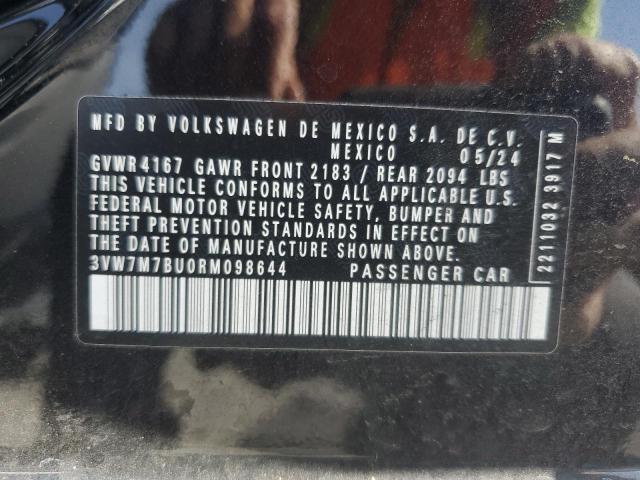 MFD BY VOLKSWAGEN DE MEXICO S.A. DE C.V.
MEXICO 05/24
GVWR 4167 GAWR FRONT 2183 / REAR 2094 LBS
THIS VEHICLE CONFORMS TO ALL APPLICABLE U.S.
FEDERAL MOTOR VEHICLE SAFETY, BUMPER AND
THEFT PREVENTION STANDARDS IN EFFECT ON
THE DATE OF MANUFACTURE SHOWN ABOVE.
3VW7M7BU0RM098644 PASSENGER CAR
2211032 3917 M